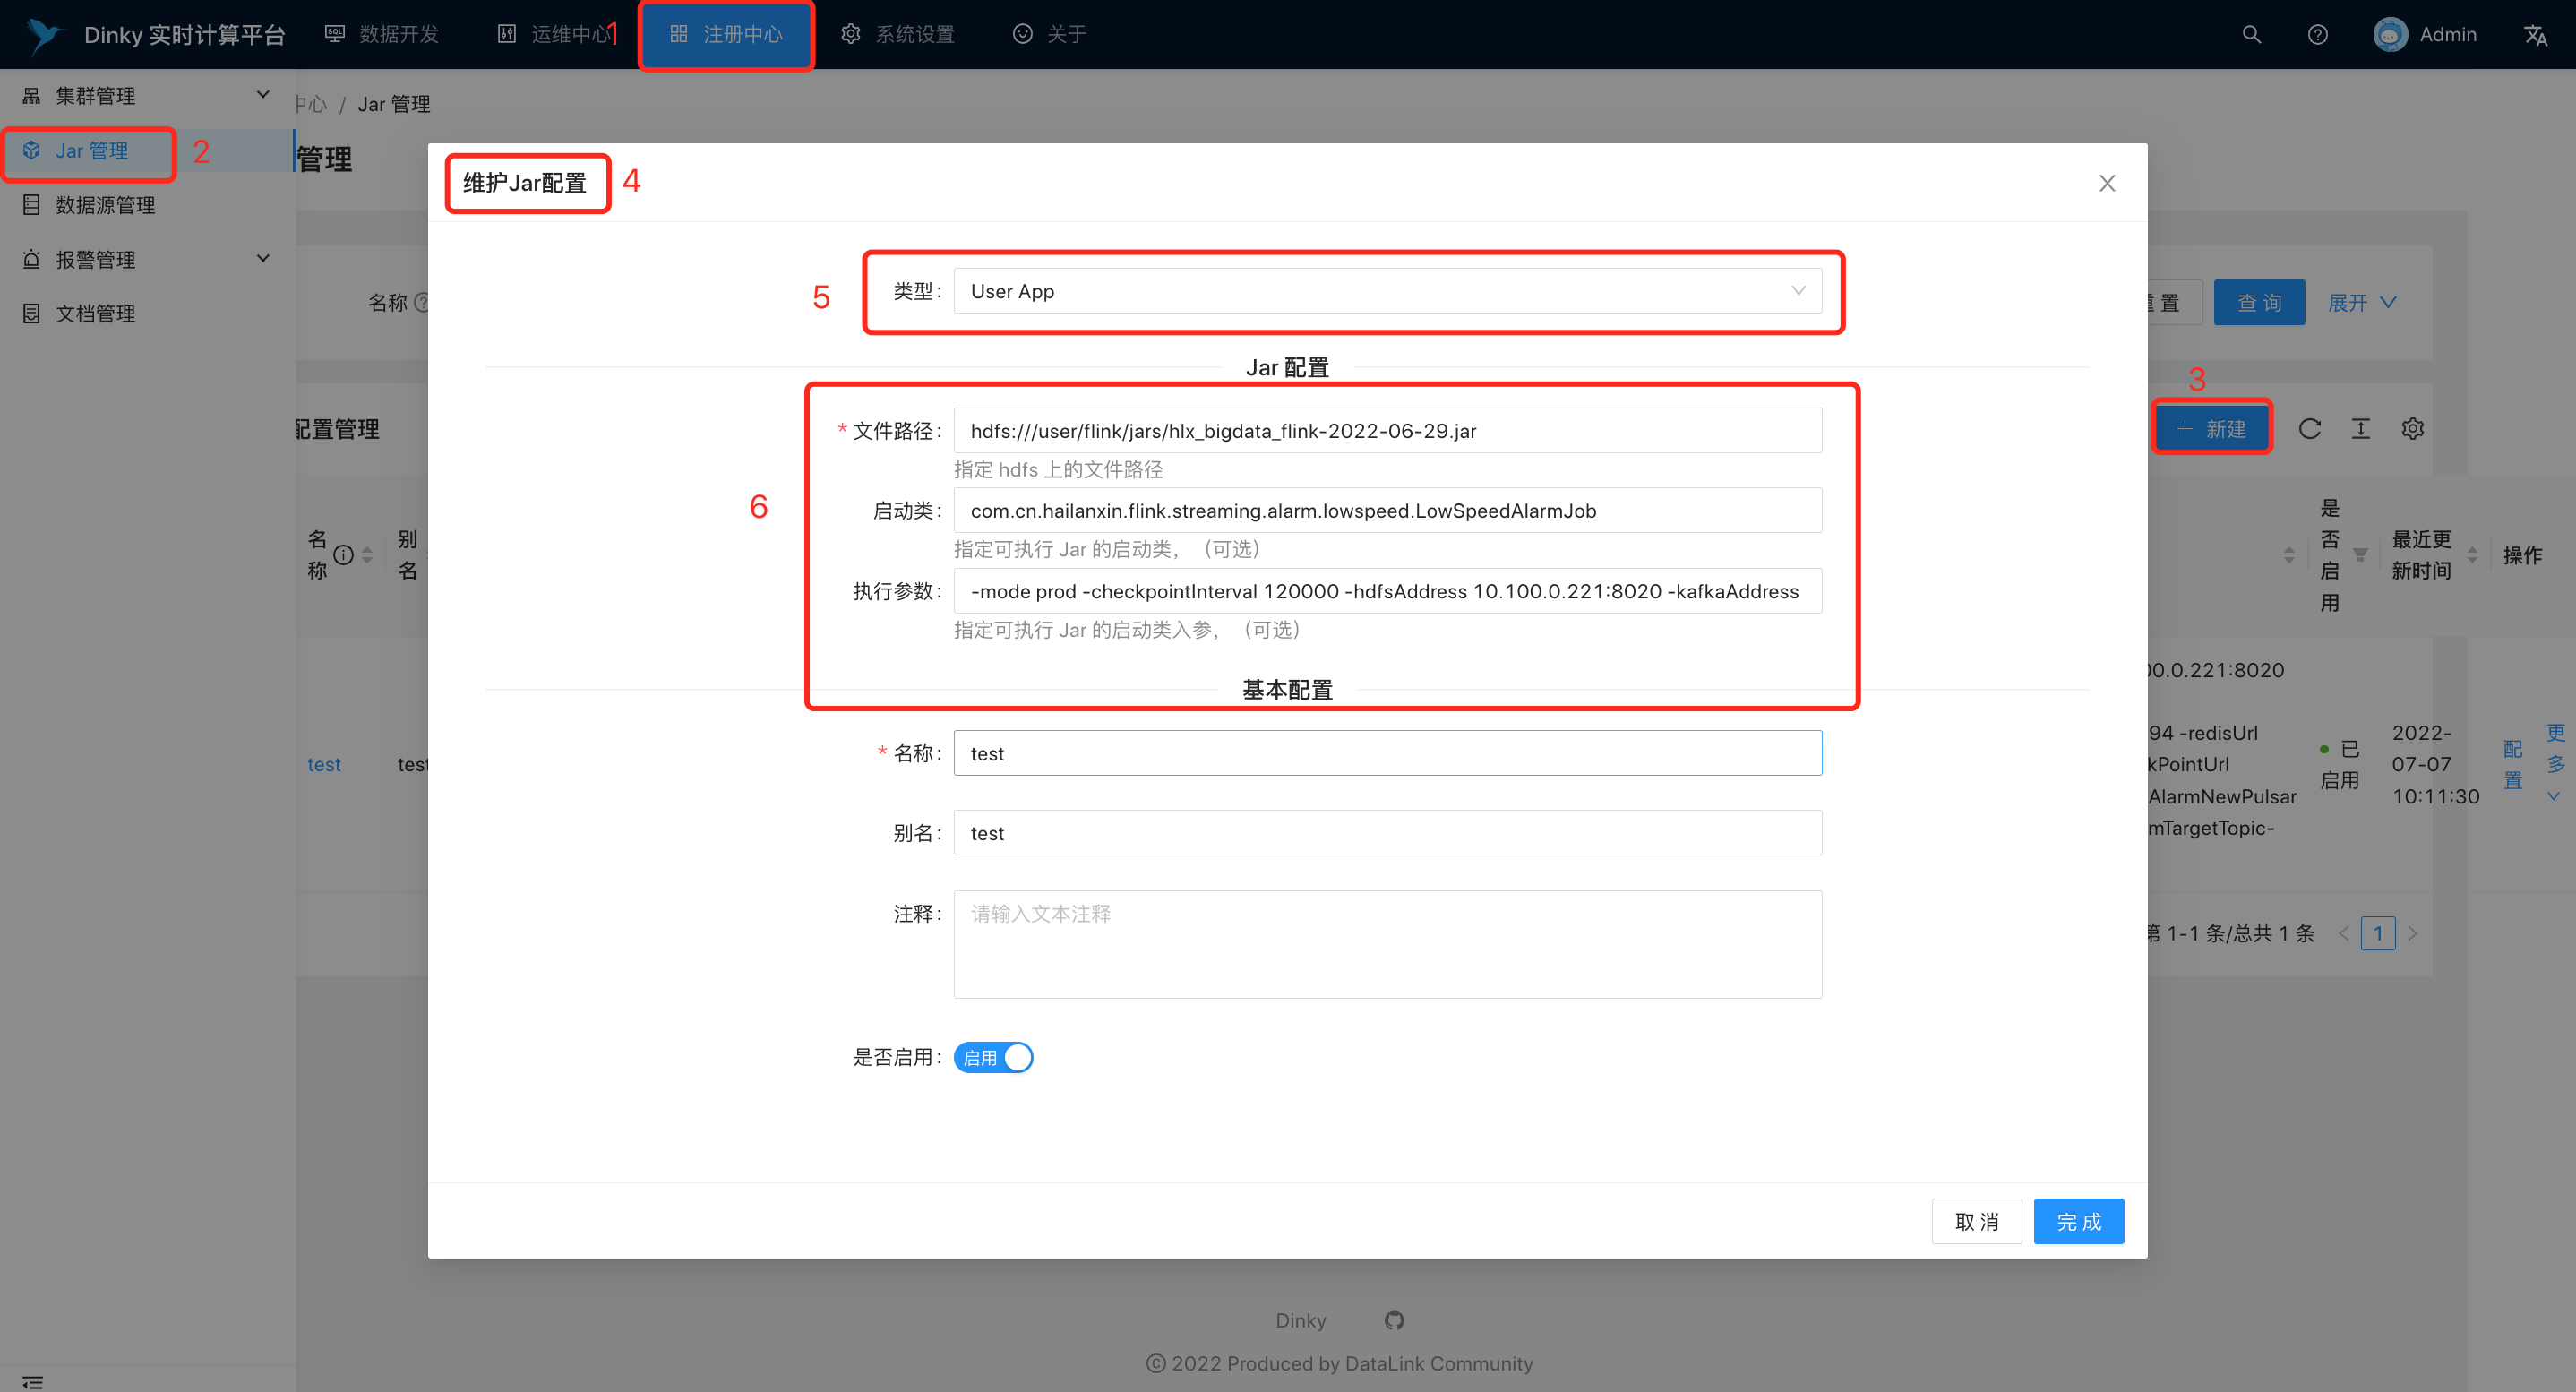 Dinky 实时计算平台 数据开发 运维中心 1 注册中心 系统设置 关于 Admin
集群管理
中心 / Jar 管理
Jar 管理 2
管理
数据源管理
报警管理
文档管理
维护Jar配置 4
5 类型: User App
名称
置 查 询 展开
Jar 配置
3
配置管理
+ 新建
* 文件路径: hdfs:///user/flink/jars/hlx_bigdata_flink-2022-06-29.jar
指定 hdfs 上的文件路径
6
启动类: com.cn.hailanxin.flink.streaming.alarm.lowspeed.LowSpeedAlarmJob
指定可执行 Jar 的启动类, (可选)
执行参数: -mode prod -checkpointInterval 120000 -hdfsAddress 10.100.0.221:8020 -kafkaAddress
指定可执行 Jar 的启动类入参, (可选)
名称 别名 是否启用 最近更新时间 操作
基本配置
* 名称: test
别名: test
注释: 请输入文本注释
是否启用: 启用
test test
00.0.221:8020
94 -redisUrl
kPointUrl
AlarmNewPulsar
mTargetTopic-
已启用
2022-
07-07
10:11:30
配置 更多
第 1-1 条/总共 1 条 < 1 >
取 消 完 成
Dinky
© 2022 Produced by DataLink Community